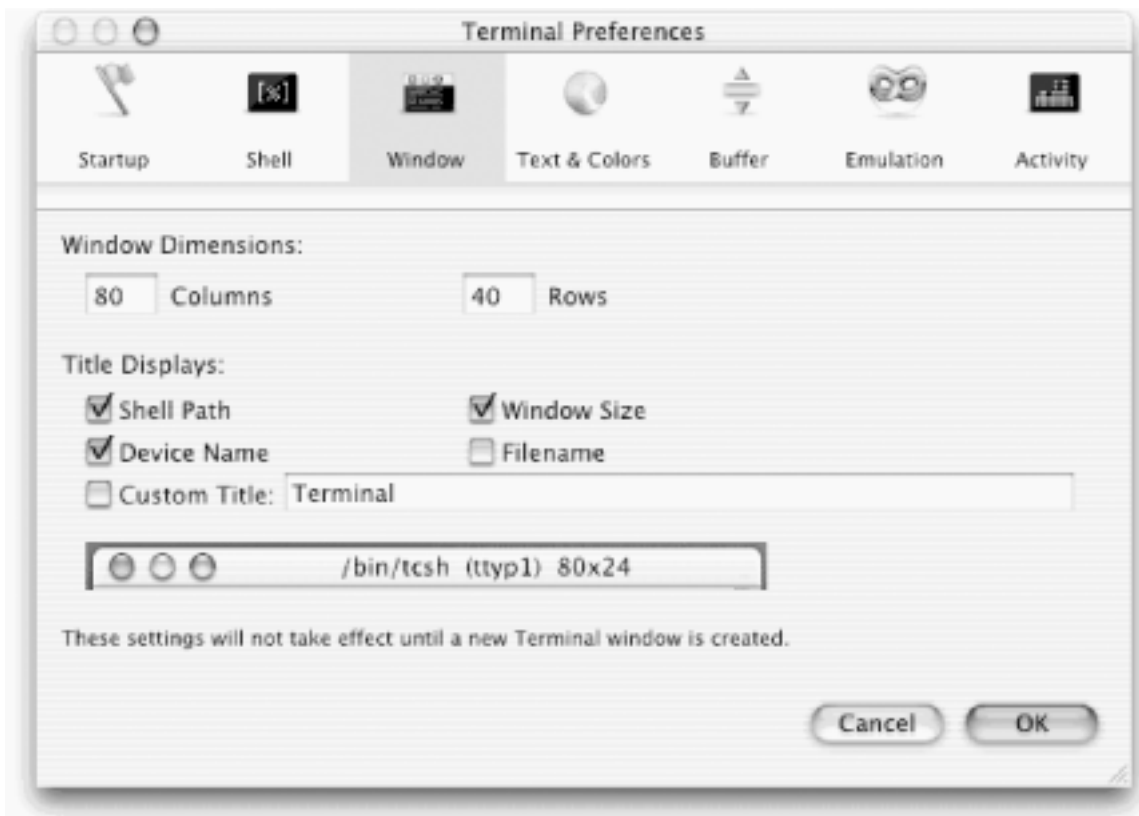 Terminal Preferences
[%]
Startup Shell Window Text & Colors Buffer Emulation Activity
Window Dimensions:
80 Columns 40 Rows
Title Displays:
Shell Path Window Size
Device Name Filename
Custom Title: Terminal
/bin/tcsh (ttyp1) 80x24
These settings will not take effect until a new Terminal window is created.
Cancel OK